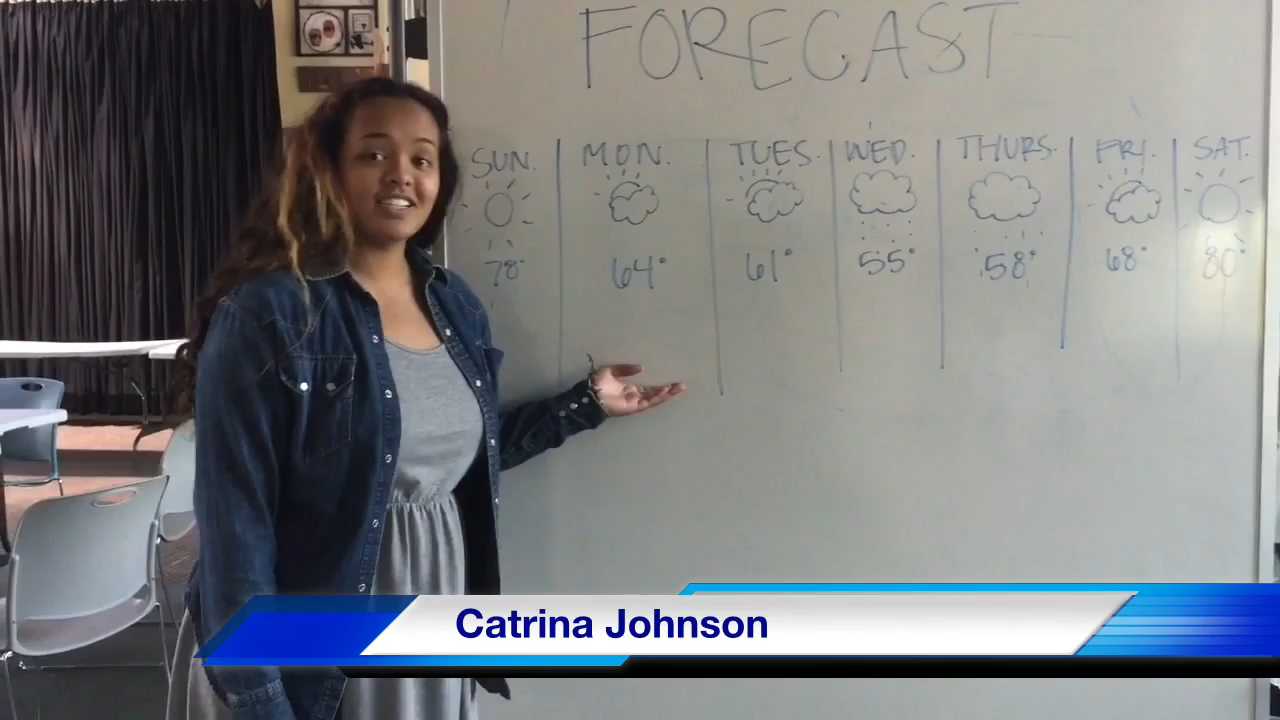 FORECAST
SUN. MON. TUES. WED. THURS. FRI. SAT.
78° 64° 61° 55° 58° 68° 80°
Catrina Johnson